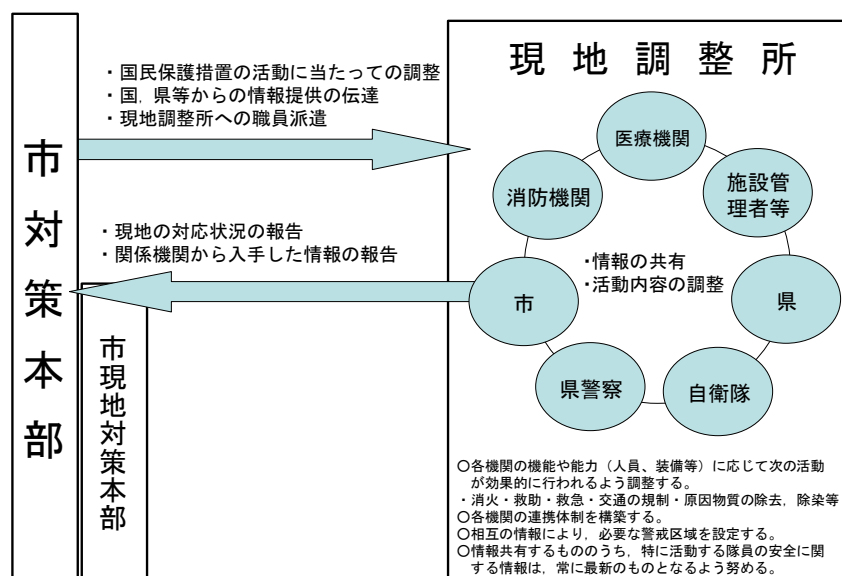 市対策本部
市現地対策本部
・国民保護措置の活動に当たっての調整
・国，県等からの情報提供の伝達
・現地調整所への職員派遣
・現地の対応状況の報告
・関係機関から入手した情報の報告
現地調整所
医療機関
施設管
理者等
県
自衛隊
県警察
市
消防機関
・情報の共有
・活動内容の調整
〇各機関の機能や能力（人員、装備等）に応じて次の活動
が効果的に行われるよう調整する。
・消火・救助・救急・交通の規制・原因物質の除去，除染等
〇各機関の連携体制を構築する。
〇相互の情報により，必要な警戒区域を設定する。
〇情報共有するもののうち，特に活動する隊員の安全に関
する情報は，常に最新のものとなるよう努める。